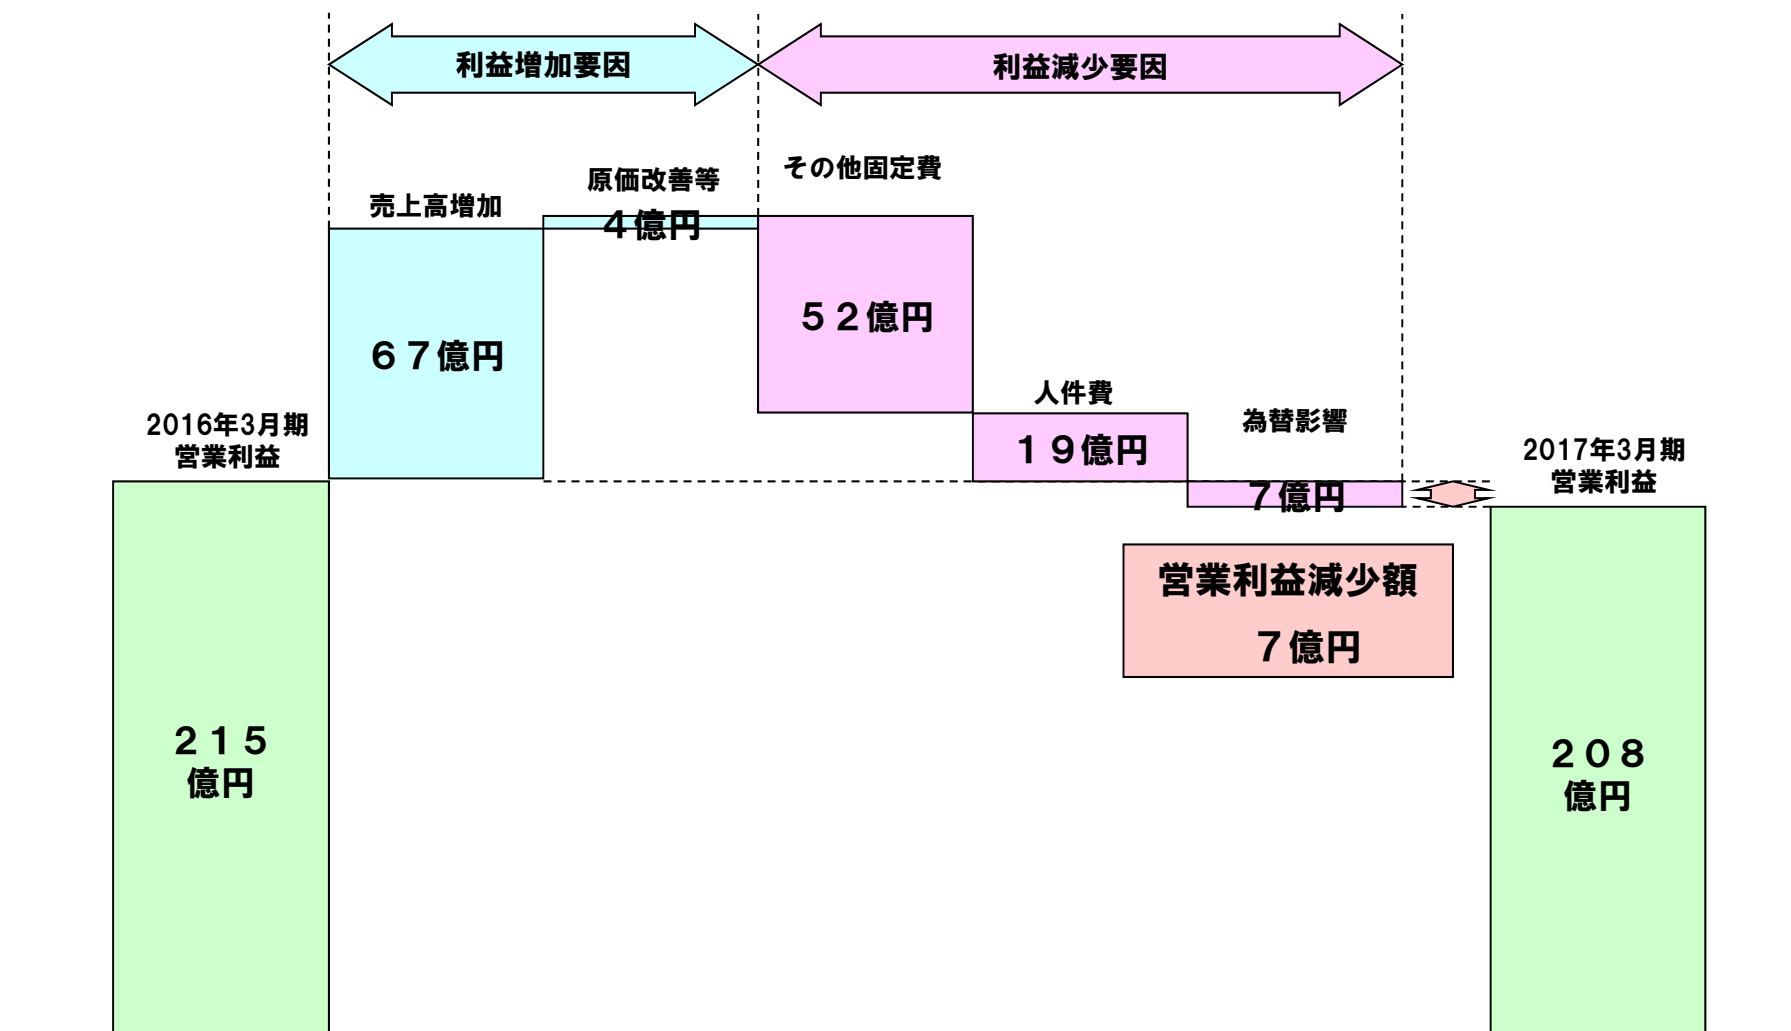 利益増加要因
利益減少要因
その他固定費
原価改善等
売上高増加
４億円
５２億円
６７億円
人件費
為替影響
2016年3月期
営業利益
１９億円
2017年3月期
営業利益
７億円
営業利益減少額
７億円
２１５
億円
２０８
億円